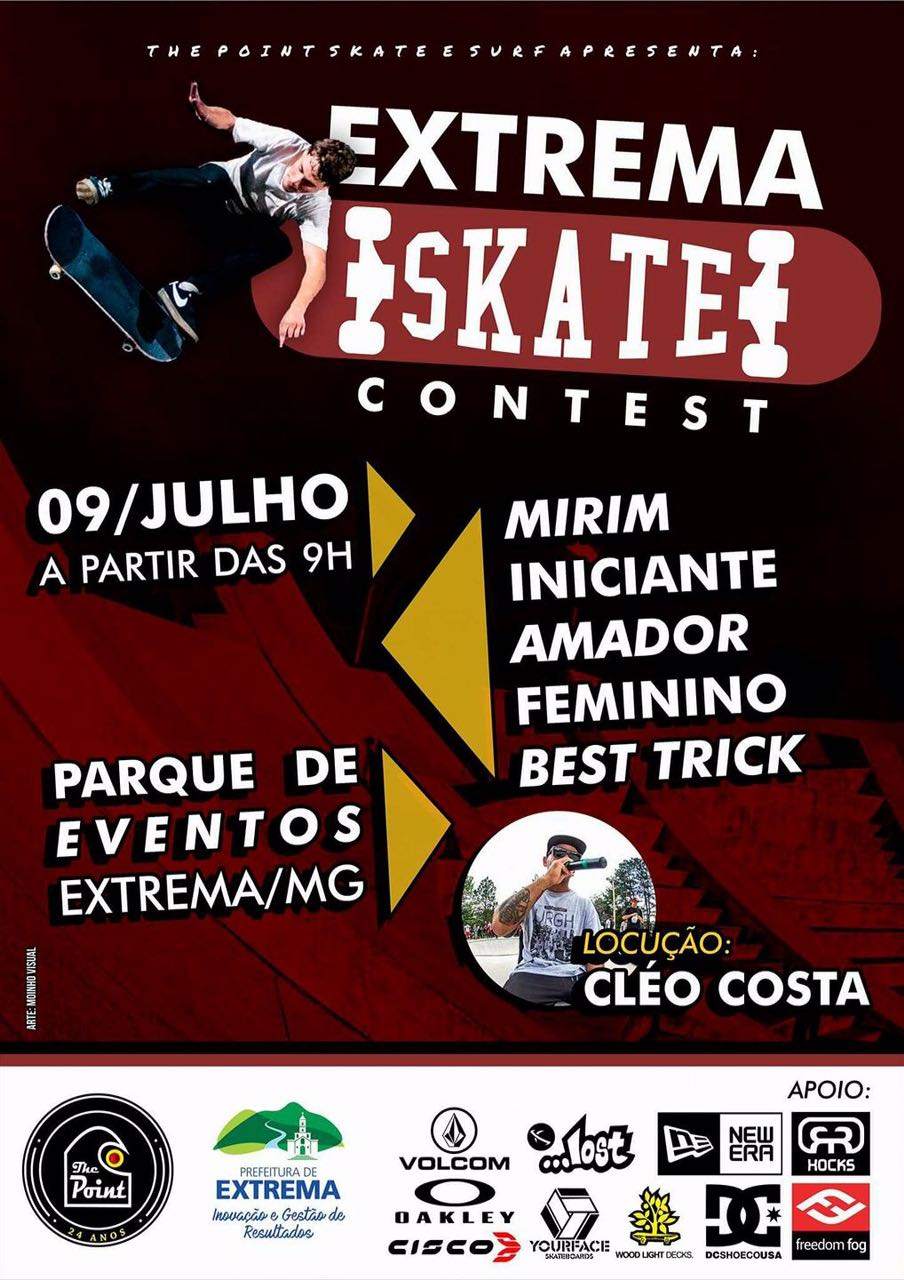 THE POINT SKATE E SURF APRESENTA:
EXTREMA
SKATE
CONTEST
09/JULHO
A PARTIR DAS 9H
MIRIM
INICIANTE
AMADOR
FEMININO
BEST TRICK
PARQUE DE
EVENTOS
EXTREMA/MG
JRGH
LOCUÇÃO:
CLÉO COSTA
ARTE: MOINHO VISUAL
APOIO:
The
Point
24 ANOS
PREFEITURA DE
EXTREMA
Inovação e Gestão de
Resultados
VOLCOM
...Lost
NEW
ERA
HOCKS
OAKLEY
CISCO
YOURFACE
SKATEBOARDS
WOOD LIGHT DECKS.
DC
DCSHOECOUSA
freedom fog